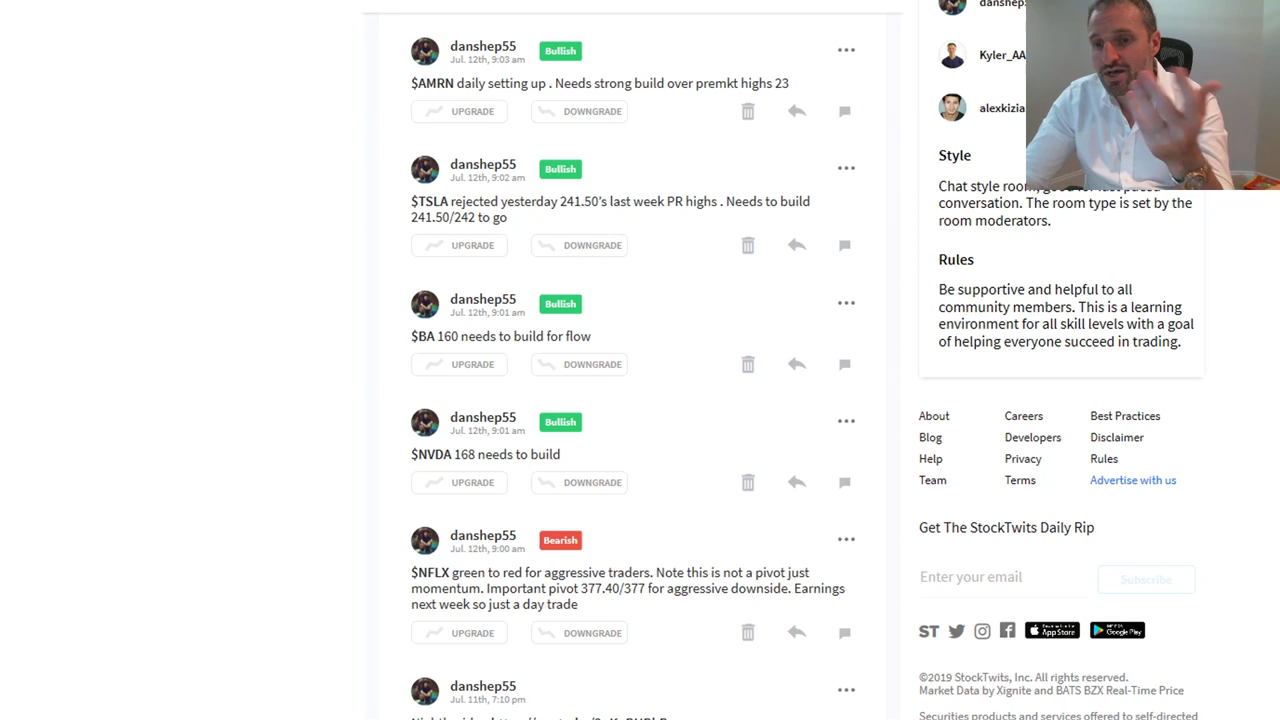 danshep55 Bullish
Jul. 12th, 9:03 am
$AMRN daily setting up . Needs strong build over premkt highs 23
UPGRADE DOWNGRADE
danshep55 Bullish
Jul. 12th, 9:02 am
$TSLA rejected yesterday 241.50's last week PR highs . Needs to build
241.50/242 to go
UPGRADE DOWNGRADE
danshep55 Bullish
Jul. 12th, 9:01 am
$BA 160 needs to build for flow
UPGRADE DOWNGRADE
danshep55 Bullish
Jul. 12th, 9:01 am
$NVDA 168 needs to build
UPGRADE DOWNGRADE
danshep55 Bearish
Jul. 12th, 9:00 am
$NFLX green to red for aggressive traders. Note this is not a pivot just
momentum. Important pivot 377.40/377 for aggressive downside. Earnings
next week so just a day trade
UPGRADE DOWNGRADE
danshep55
Jul. 11th, 7:10 pm
Kyler_AA
alexkizia
Style
Chat style room,
conversation. The room type is set by the
room moderators.
Rules
Be supportive and helpful to all
community members. This is a learning
environment for all skill levels with a goal
of helping everyone succeed in trading.
About Careers Best Practices
Blog Developers Disclaimer
Help Privacy Rules
Team Terms Advertise with us
Get The StockTwits Daily Rip
Enter your email Subscribe
ST App Store Google Play
©2019 StockTwits, Inc. All rights reserved.
Market Data by Xignite and BATS BZX Real-Time Price
Securities products and services offered to self-directed